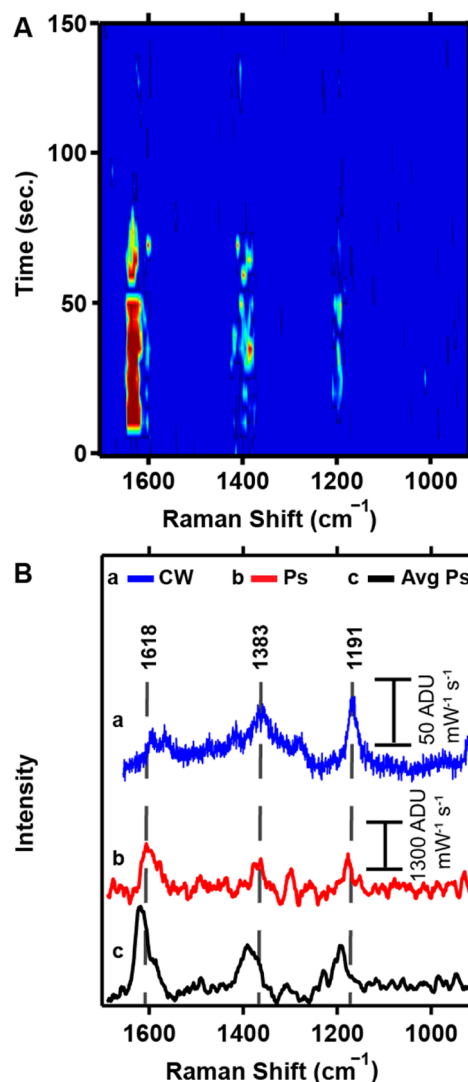 A
150
100
50
0
Time (sec.)
1600 1400 1200 1000
Raman Shift (cm⁻¹)
B
a CW b Ps c Avg Ps
1618 1383 1191
50 ADU
mW⁻¹ s⁻¹
a
1300 ADU
mW⁻¹ s⁻¹
b
c
Intensity
1600 1400 1200 1000
Raman Shift (cm⁻¹)